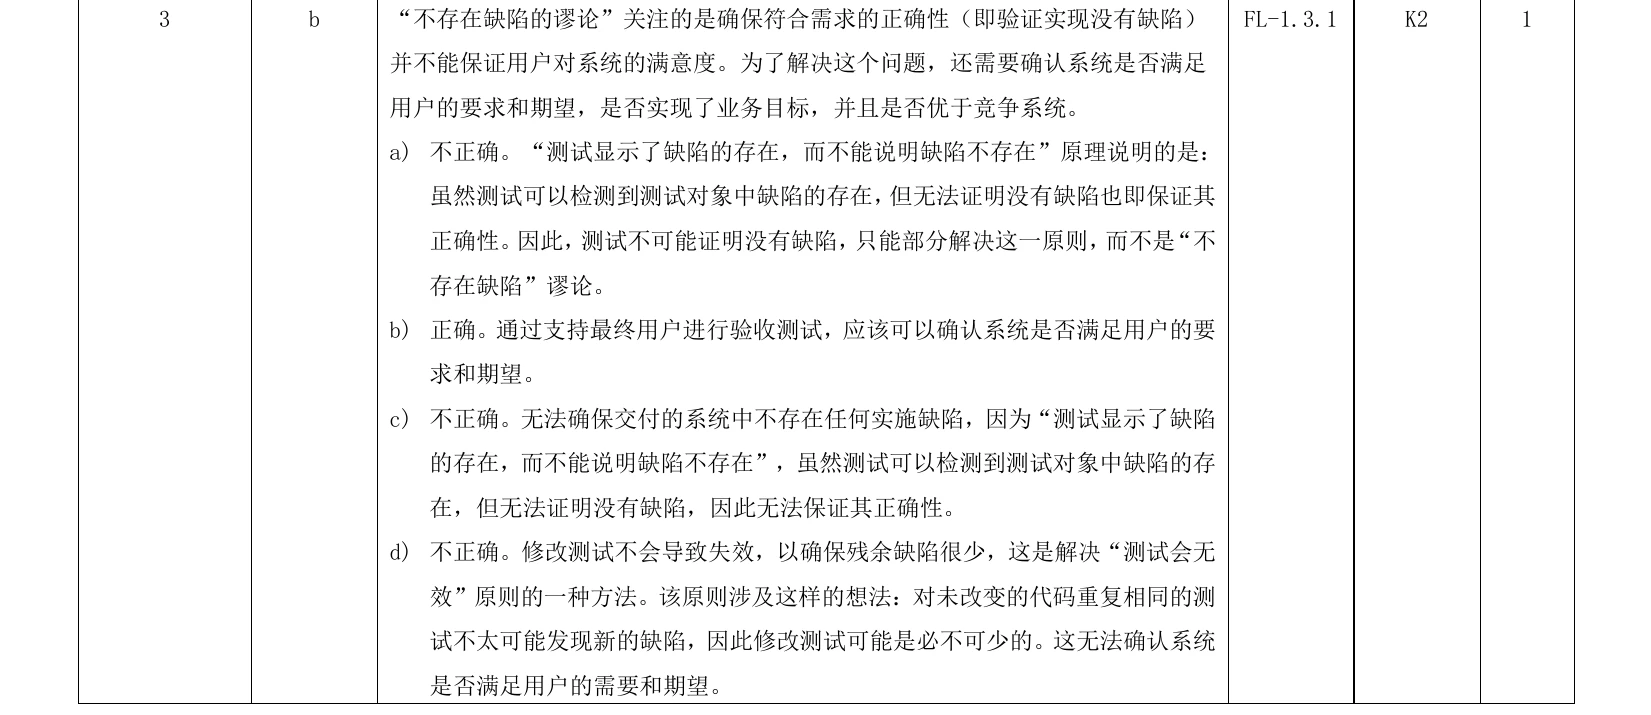 3
b
“不存在缺陷的谬论”关注的是确保符合需求的正确性（即验证实现没有缺陷）
并不能保证用户对系统的满意度。为了解决这个问题，还需要确认系统是否满足
用户的要求和期望，是否实现了业务目标，并且是否优于竞争系统。
a) 不正确。“测试显示了缺陷的存在，而不能说明缺陷不存在”原理说明的是：
虽然测试可以检测到测试对象中缺陷的存在，但无法证明没有缺陷也即保证其
正确性。因此，测试不可能证明没有缺陷，只能部分解决这一原则，而不是“不
存在缺陷”谬论。
b) 正确。通过支持最终用户进行验收测试，应该可以确认系统是否满足用户的要
求和期望。
c) 不正确。无法确保交付的系统中不存在任何实施缺陷，因为“测试显示了缺陷
的存在，而不能说明缺陷不存在”，虽然测试可以检测到测试对象中缺陷的存
在，但无法证明没有缺陷，因此无法保证其正确性。
d) 不正确。修改测试不会导致失效，以确保残余缺陷很少，这是解决“测试会无
效”原则的一种方法。该原则涉及这样的想法：对未改变的代码重复相同的测
试不太可能发现新的缺陷，因此修改测试可能是必不可少的。这无法确认系统
是否满足用户的需要和期望。
FL-1.3.1
K2
1